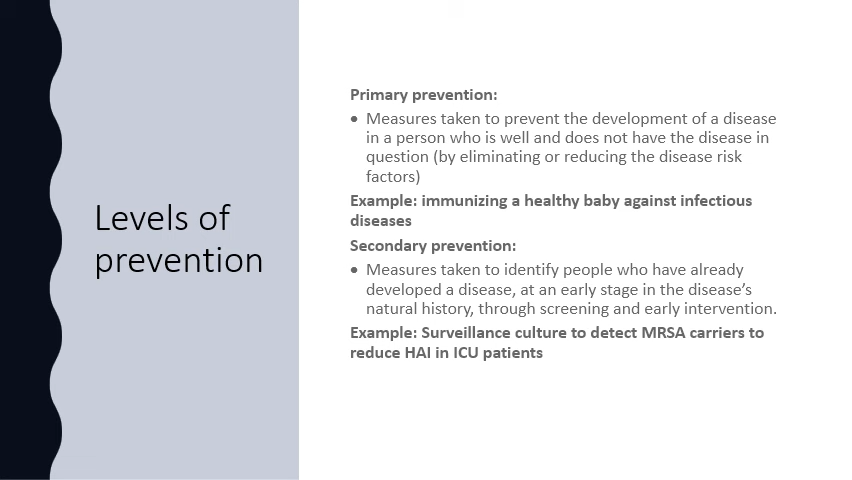 Levels of
prevention
Primary prevention:
• Measures taken to prevent the development of a disease
in a person who is well and does not have the disease in
question (by eliminating or reducing the disease risk
factors)
Example: immunizing a healthy baby against infectious
diseases
Secondary prevention:
• Measures taken to identify people who have already
developed a disease, at an early stage in the disease’s
natural history, through screening and early intervention.
Example: Surveillance culture to detect MRSA carriers to
reduce HAI in ICU patients